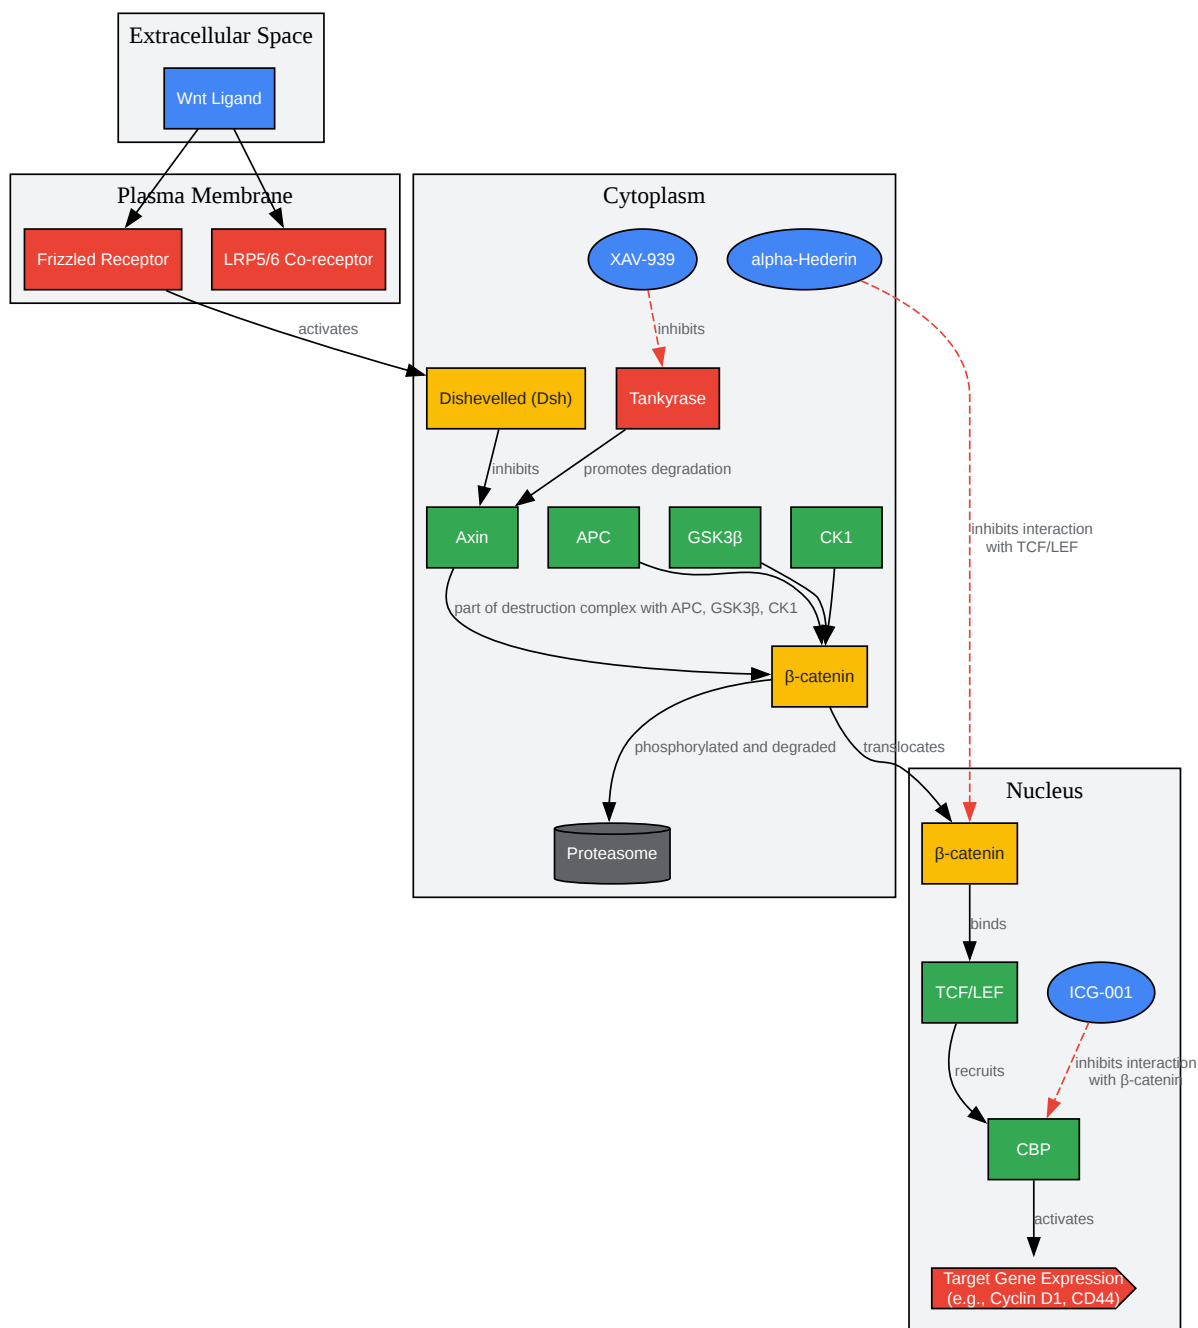 Extracellular Space
Wnt Ligand
Plasma Membrane
Cytoplasm
Frizzled Receptor
LRP5/6 Co-receptor
XAV-939
alpha-Hederin
activates
inhibits
Dishevelled (Dsh)
Tankyrase
inhibits
promotes degradation
Axin
APC
GSK3β
CK1
inhibits interaction
with TCF/LEF
part of destruction complex with APC, GSK3β, CK1
β-catenin
phosphorylated and degraded
translocates
Nucleus
Proteasome
β-catenin
binds
TCF/LEF
ICG-001
recruits
inhibits interaction
with β-catenin
CBP
activates
Target Gene Expression
(e.g., Cyclin D1, CD44)